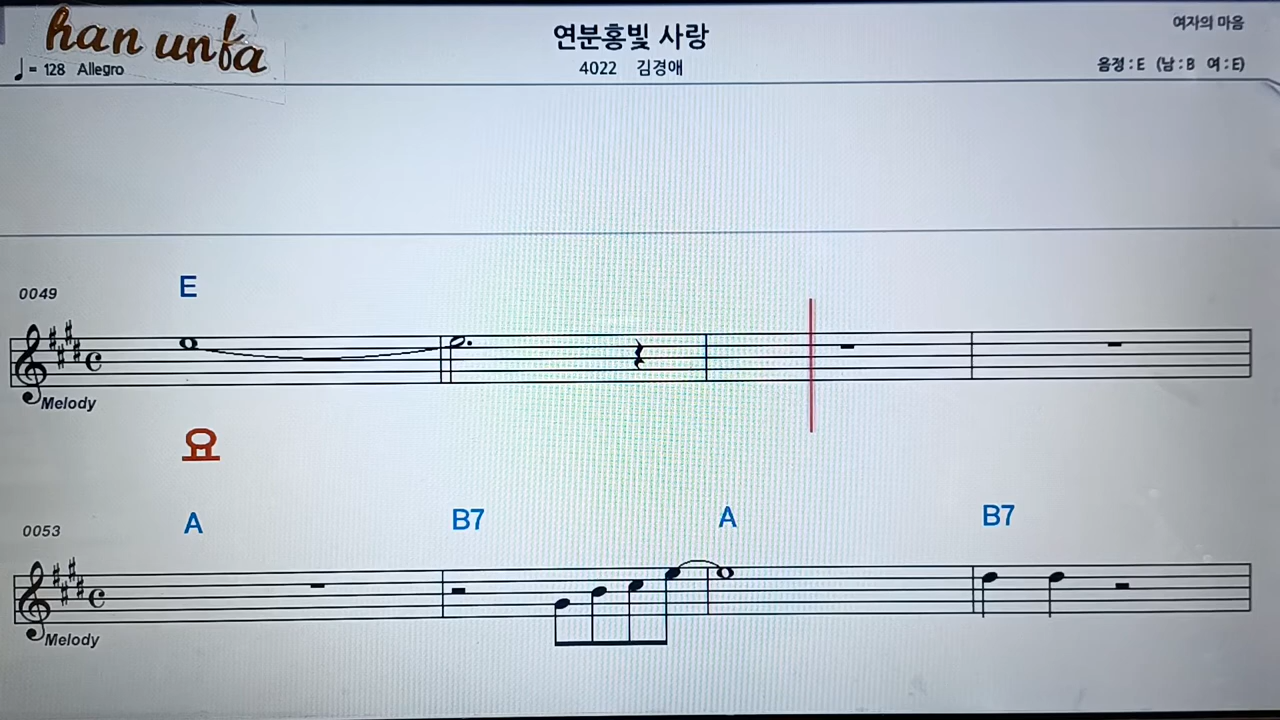 han unfa
연분홍빛 사랑
여자의 마음
♩= 128 Allegro
4022 김경애
음정 : E (남 : B 여 : E)
E
0049
Melody
요
A B7 A B7
0053
Melody